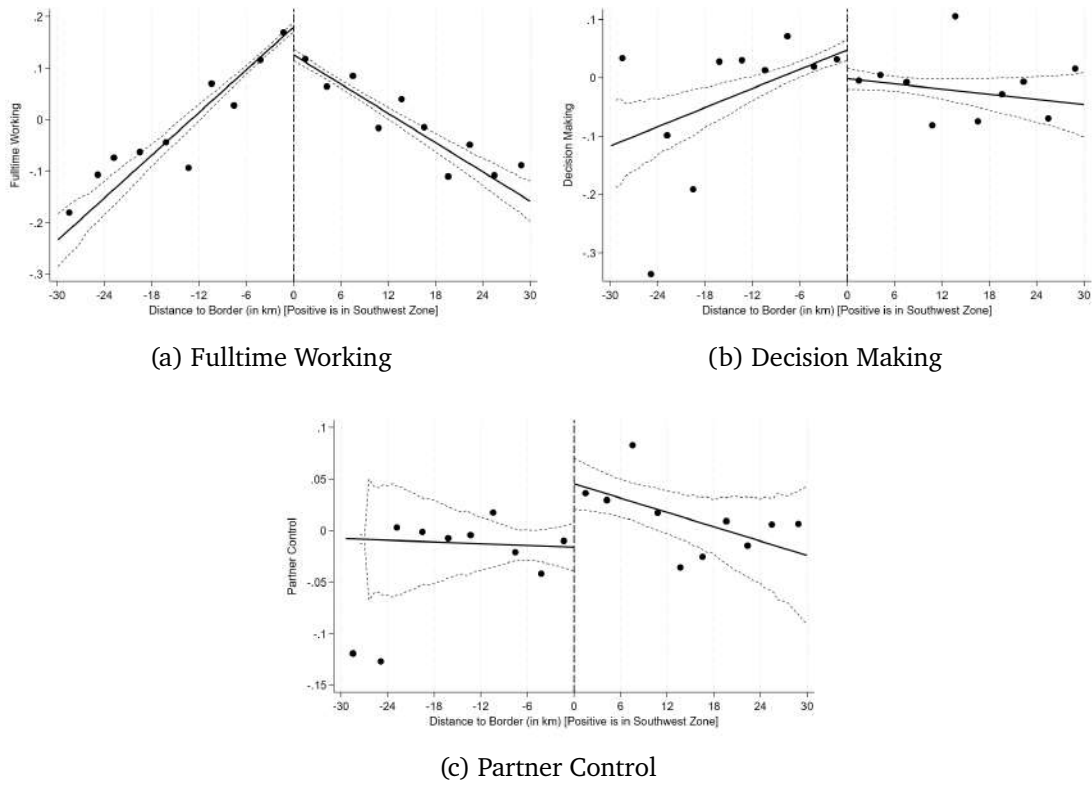 Fulltime Working
.2
.1
0
-.1
-.2
-.3
-30 -24 -18 -12 -6 0 6 12 18 24 30
Distance to Border (in km) [Positive is in Southwest Zone]
(a) Fulltime Working
Decision Making
.1
0
-.1
-.2
-.3
-30 -24 -18 -12 -6 0 6 12 18 24 30
Distance to Border (in km) [Positive is in Southwest Zone]
(b) Decision Making
Partner Control
.1
.05
0
-.05
-.1
-.15
-30 -24 -18 -12 -6 0 6 12 18 24 30
Distance to Border (in km) [Positive is in Southwest Zone]
(c) Partner Control